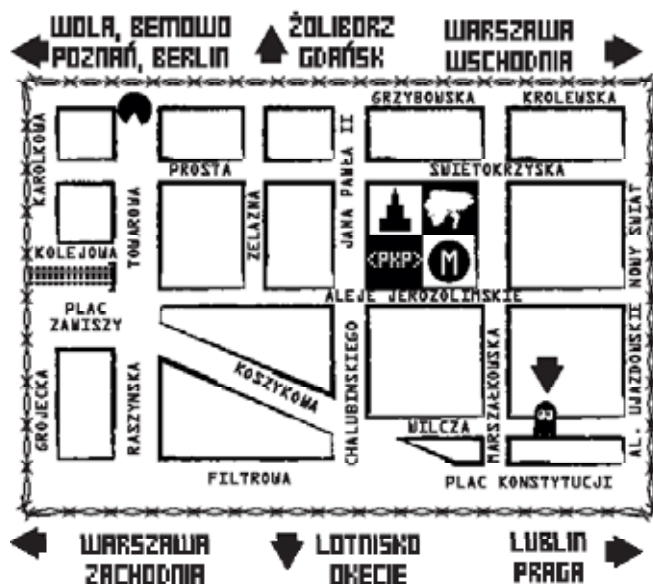 WOLA, BEMOWO
POZNAŃ, BERLIN
ŻOLIBORZ
GDAŃSK
WARSZAWA
WSCHODNIA
GRZYBOWSKA
KROLEWSKA
KAROLKOWA
PROSTA
JANA PAWŁA II
SWIETOKRZYSKA
TOWAROWA
ZELAZNA
NOWY SWIAT
KOLEJOWA
<PKP>
M
ALEJE JEROZOLIMSKIE
PLAC
ZAWISZY
GROJECKA
RASZYNSKA
KOSZYKOWA
CHALUBINSKIEGO
MARSZAŁKOWSKA
AL. UJAZDOWSKIE
WILCZA
FILTROWA
PLAC KONSTYTUCJI
WARSZAWA
ZACHODNIA
LOTNISKO
OKECIE
LUBLIN
PRAGA